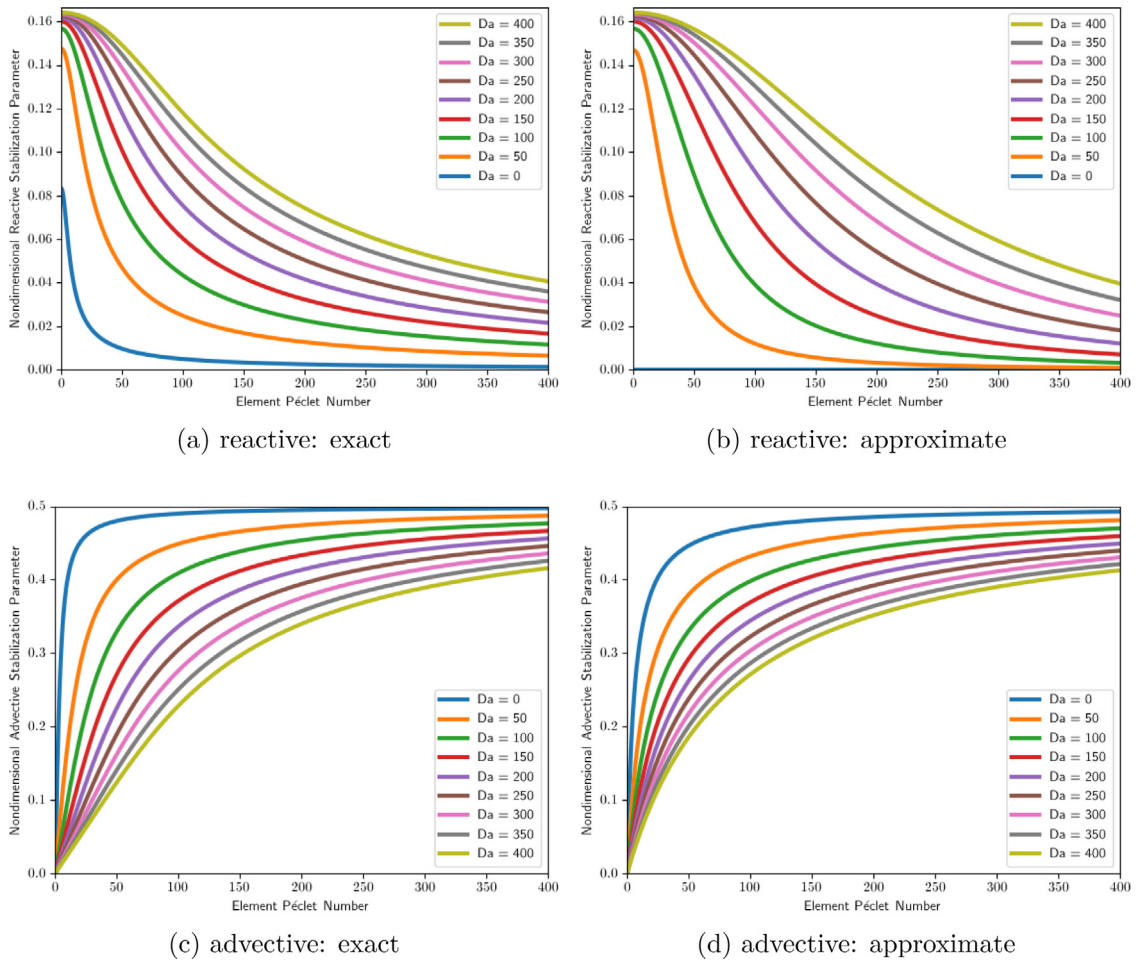 Nondimensional Reactive Stabilization Parameter
0.16
0.14
0.12
0.10
0.08
0.06
0.04
0.02
0.00
Da = 400
Da = 350
Da = 300
Da = 250
Da = 200
Da = 150
Da = 100
Da = 50
Da = 0
0 50 100 150 200 250 300 350 400
Element Péclet Number
(a) reactive: exact
Nondimensional Reactive Stabilization Parameter
0.16
0.14
0.12
0.10
0.08
0.06
0.04
0.02
0.00
Da = 400
Da = 350
Da = 300
Da = 250
Da = 200
Da = 150
Da = 100
Da = 50
Da = 0
0 50 100 150 200 250 300 350 400
Element Péclet Number
(b) reactive: approximate
Nondimensional Advective Stabilization Parameter
0.5
0.4
0.3
0.2
0.1
0.0
Da = 0
Da = 50
Da = 100
Da = 150
Da = 200
Da = 250
Da = 300
Da = 350
Da = 400
0 50 100 150 200 250 300 350 400
Element Péclet Number
(c) advective: exact
Nondimensional Advective Stabilization Parameter
0.5
0.4
0.3
0.2
0.1
0.0
Da = 0
Da = 50
Da = 100
Da = 150
Da = 200
Da = 250
Da = 300
Da = 350
Da = 400
0 50 100 150 200 250 300 350 400
Element Péclet Number
(d) advective: approximate